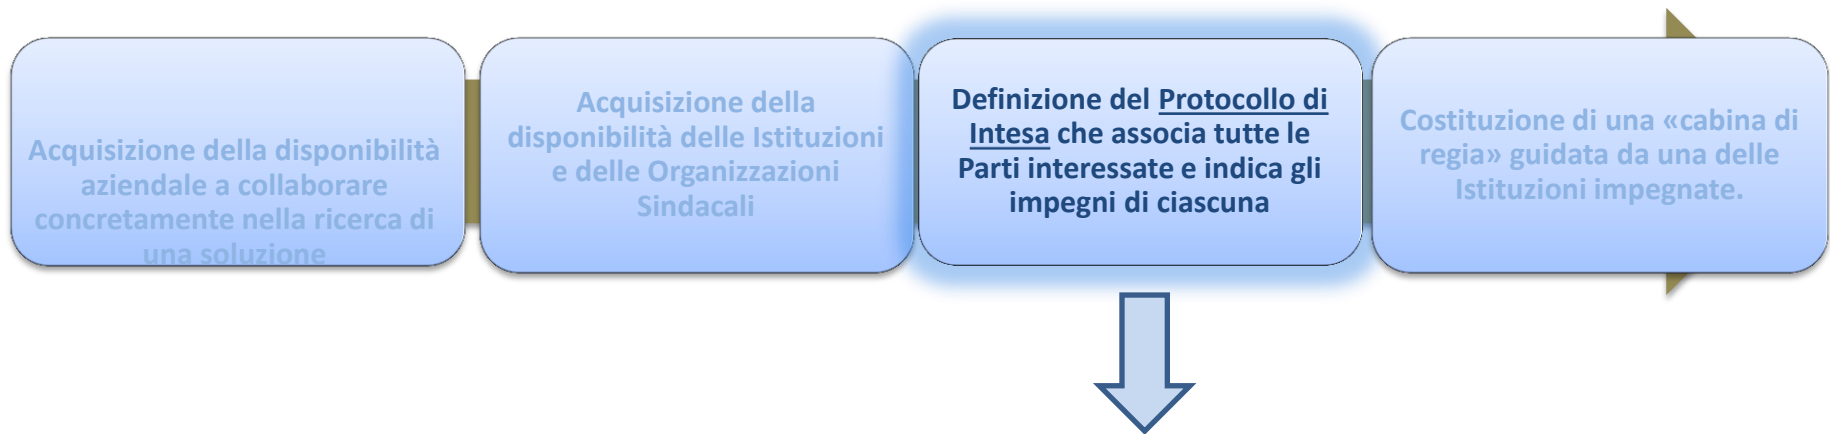 Acquisizione della disponibilità
aziendale a collaborare
concretamente nella ricerca di
una soluzione
Acquisizione della
disponibilità delle Istituzioni
e delle Organizzazioni
Sindacali
Definizione del Protocollo di
Intesa che associa tutte le
Parti interessate e indica gli
impegni di ciascuna
Costituzione di una «cabina di
regia» guidata da una delle
Istituzioni impegnate.